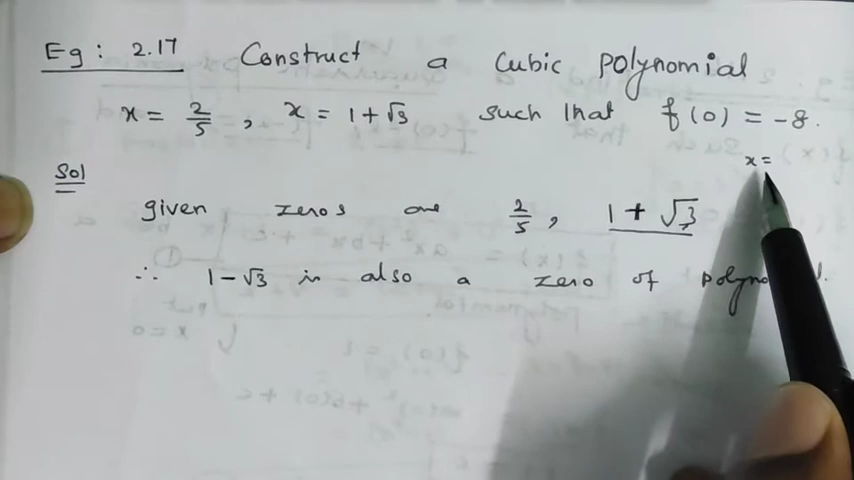 Eg: 2.17 Construct a cubic polynomial
x = 2/5, x = 1+√3 such that f(0) = -8.
x =
Sol
given zeros are 2/5, 1+√3
∴ 1-√3 is also a zero of